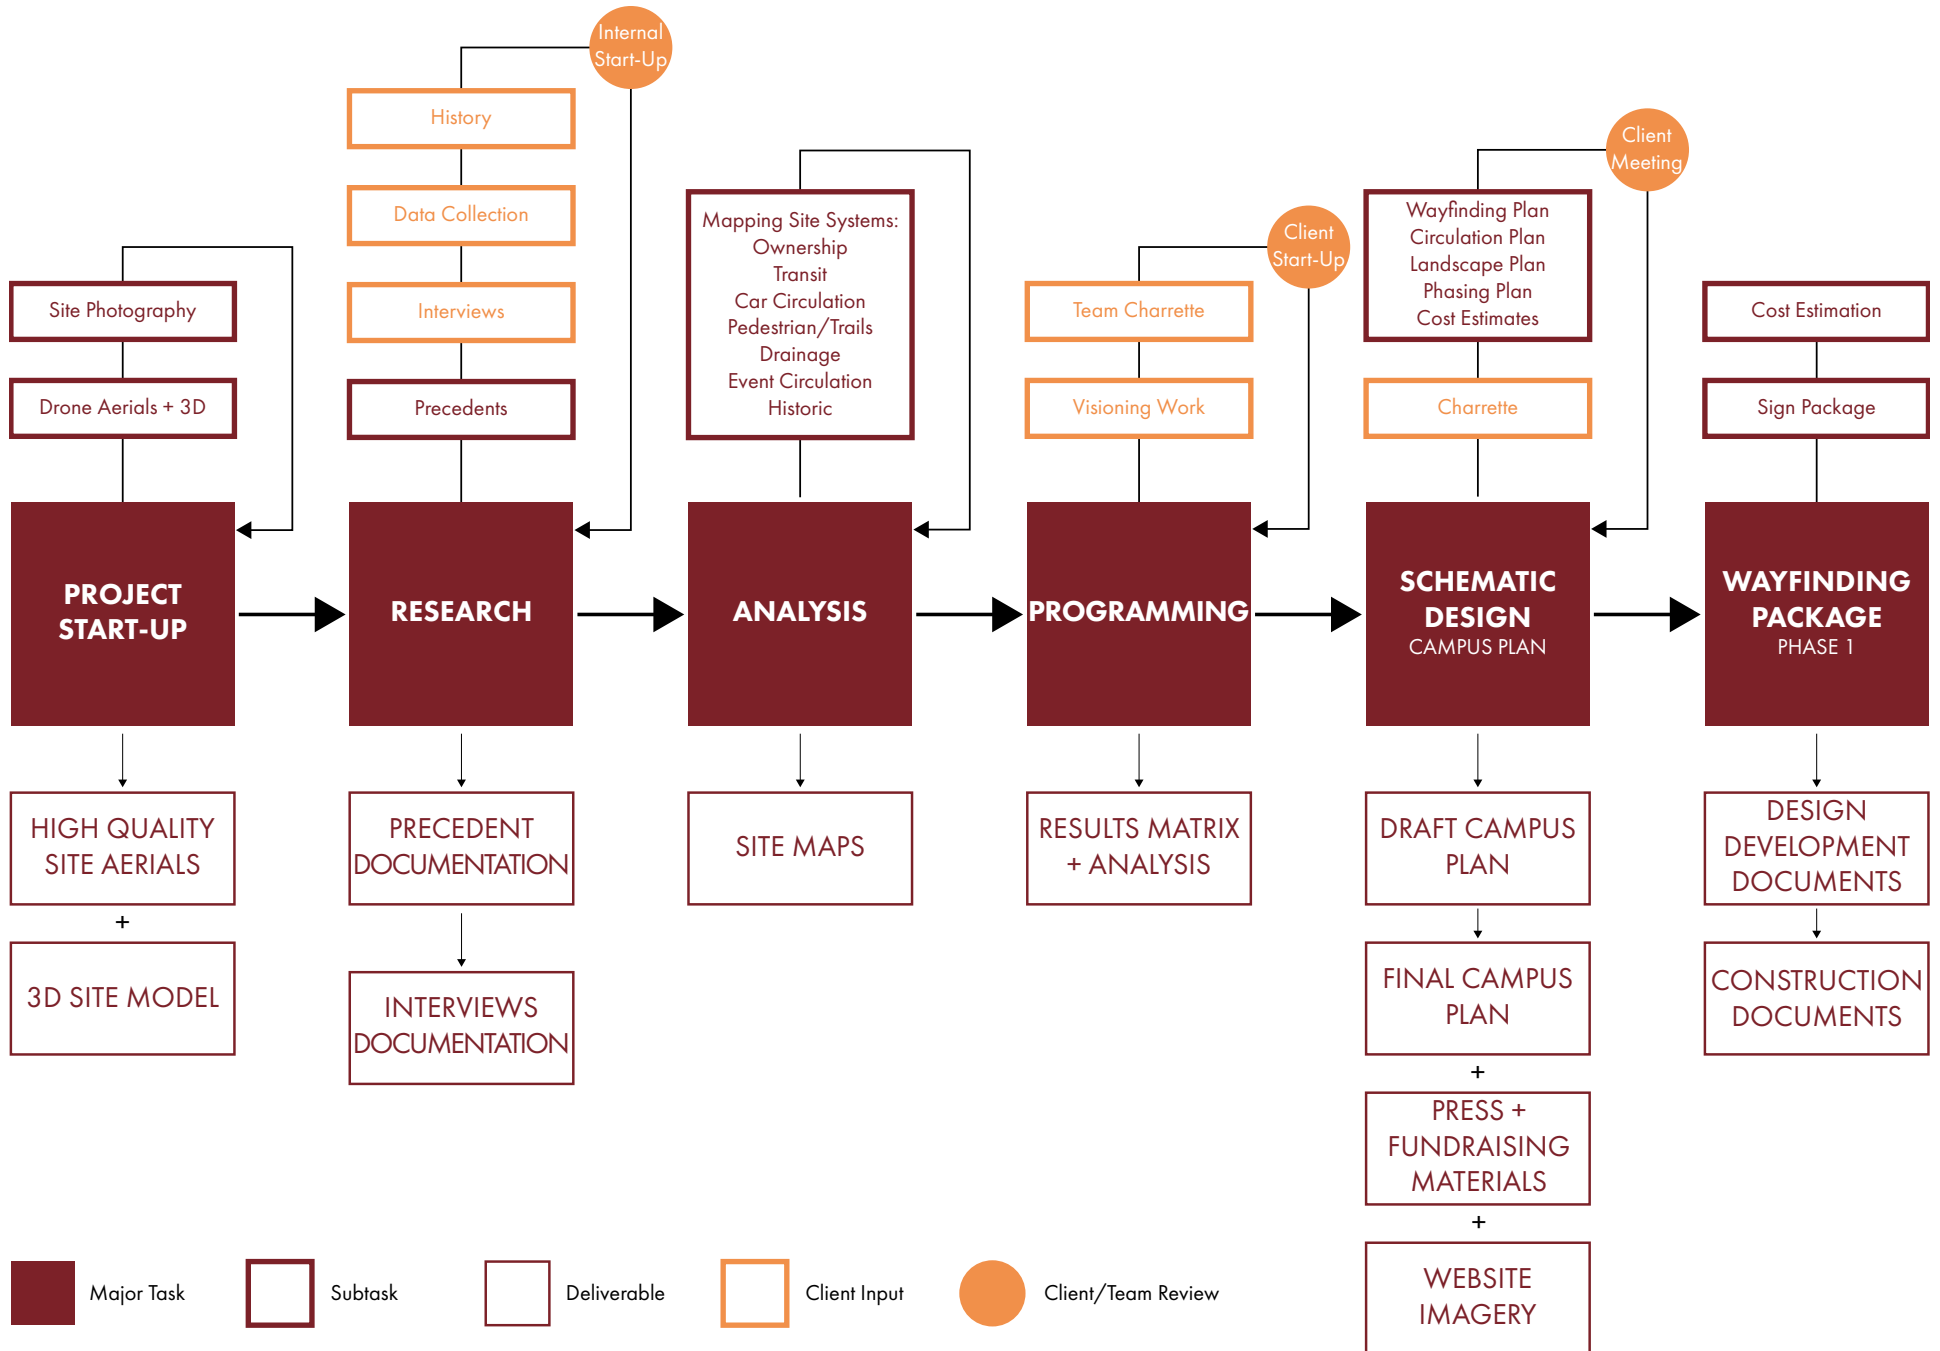 Internal
Start-Up
History
Data Collection
Interviews
Precedents
Site Photography
Drone Aerials + 3D
Mapping Site Systems:
Ownership
Transit
Car Circulation
Pedestrian/Trails
Drainage
Event Circulation
Historic
Client
Start-Up
Team Charrette
Visioning Work
Client
Meeting
Wayfinding Plan
Circulation Plan
Landscape Plan
Phasing Plan
Cost Estimates
Charrette
Cost Estimation
Sign Package
PROJECT
START-UP
RESEARCH
ANALYSIS
PROGRAMMING
SCHEMATIC
DESIGN
CAMPUS PLAN
WAYFINDING
PACKAGE
PHASE 1
HIGH QUALITY
SITE AERIALS
+
3D SITE MODEL
PRECEDENT
DOCUMENTATION
INTERVIEWS
DOCUMENTATION
SITE MAPS
RESULTS MATRIX
+ ANALYSIS
DRAFT CAMPUS
PLAN
FINAL CAMPUS
PLAN
+
PRESS +
FUNDRAISING
MATERIALS
+
WEBSITE
IMAGERY
DESIGN
DEVELOPMENT
DOCUMENTS
CONSTRUCTION
DOCUMENTS
Major Task
Subtask
Deliverable
Client Input
Client/Team Review